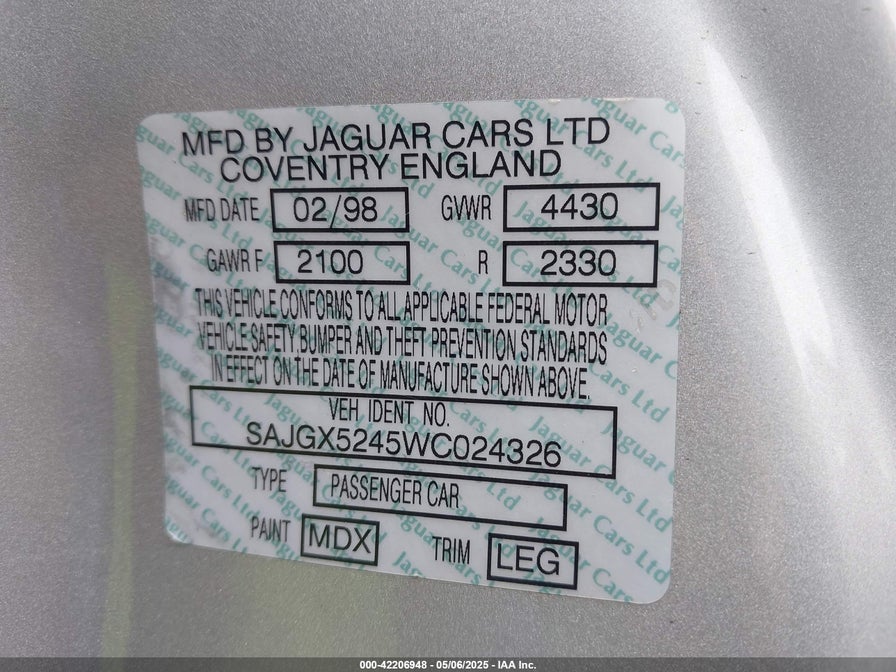 MFD BY JAGUAR CARS LTD
COVENTRY ENGLAND
MFD DATE 02/98 GVWR 4430
GAWR F 2100 R 2330
THIS VEHICLE CONFORMS TO ALL APPLICABLE FEDERAL MOTOR
VEHICLE SAFETY.BUMPER AND THEFT PREVENTION STANDARDS
IN EFFECT ON THE DATE OF MANUFACTURE SHOWN ABOVE.
VEH IDENT NO.
SAJGX5245WC024326
TYPE PASSENGER CAR
PAINT MDX TRIM LEG
000-42206948 - 05/06/2025 - IAA Inc.